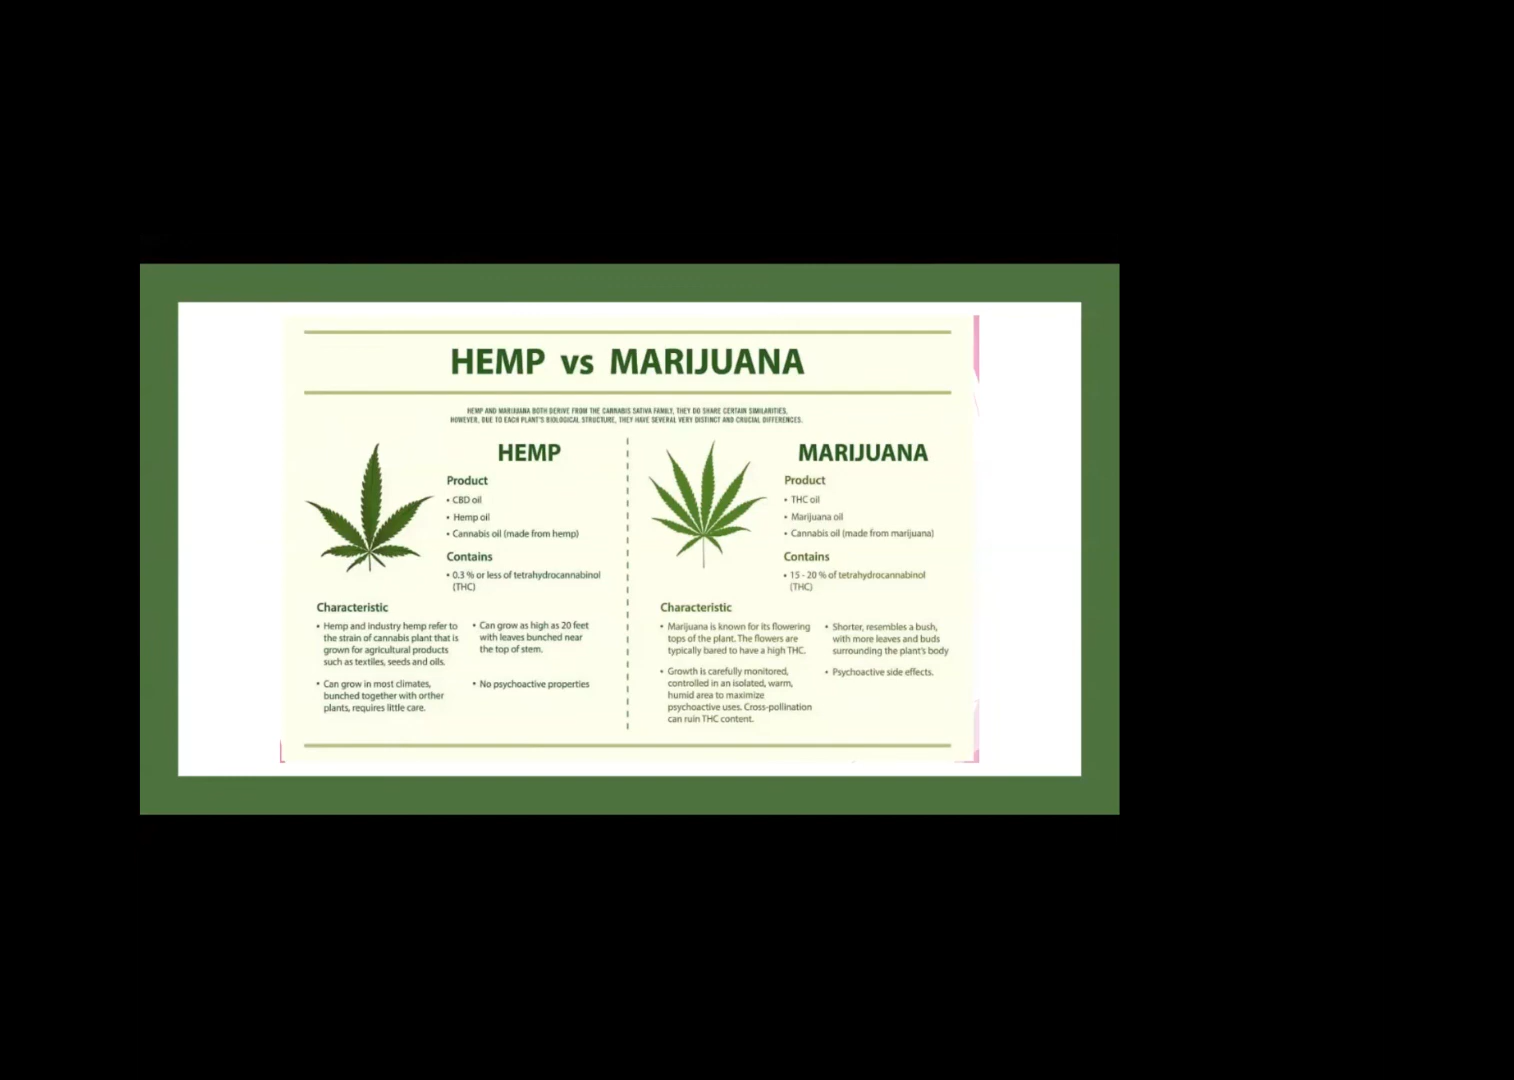 HEMP vs MARIJUANA
HEMP AND MARIJUANA BOTH DERIVE FROM THE CANNABIS SATIVA FAMILY, THEY DO SHARE CERTAIN SIMILARITIES,
HOWEVER, DUE TO EACH PLANT'S BIOLOGICAL STRUCTURE, THEY HAVE SEVERAL VERY DISTINCT AND CRUCIAL DIFFERENCES.
HEMP
Product
• CBD oil
• Hemp oil
• Cannabis oil (made from hemp)
Contains
• 0.3 % or less of tetrahydrocannabinol
(THC)
Characteristic
• Hemp and industry hemp refer to
the strain of cannabis plant that is
grown for agricultural products
such as textiles, seeds and oils.
• Can grow in most climates,
bunched together with orther
plants, requires little care.
• Can grow as high as 20 feet
with leaves bunched near
the top of stem.
• No psychoactive properties
MARIJUANA
Product
• THC oil
• Marijuana oil
• Cannabis oil (made from marijuana)
Contains
• 15 - 20 % of tetrahydrocannabinol
(THC)
Characteristic
• Marijuana is known for its flowering
tops of the plant. The flowers are
typically bared to have a high THC.
• Growth is carefully monitored,
controlled in an isolated, warm,
humid area to maximize
psychoactive uses. Cross-pollination
can ruin THC content.
• Shorter, resembles a bush,
with more leaves and buds
surrounding the plant's body
• Psychoactive side effects.